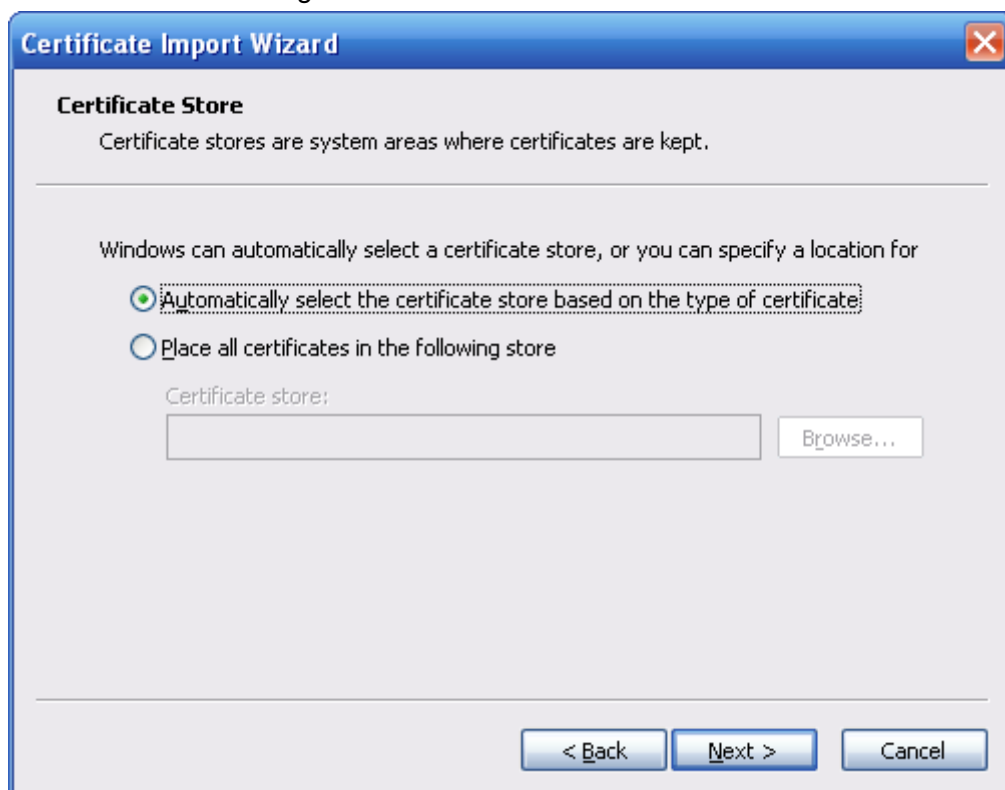 Certificate Import Wizard
Certificate Store
Certificate stores are system areas where certificates are kept.
Windows can automatically select a certificate store, or you can specify a location for
Automatically select the certificate store based on the type of certificate
Place all certificates in the following store
Certificate store:
Browse...
< Back Next > Cancel